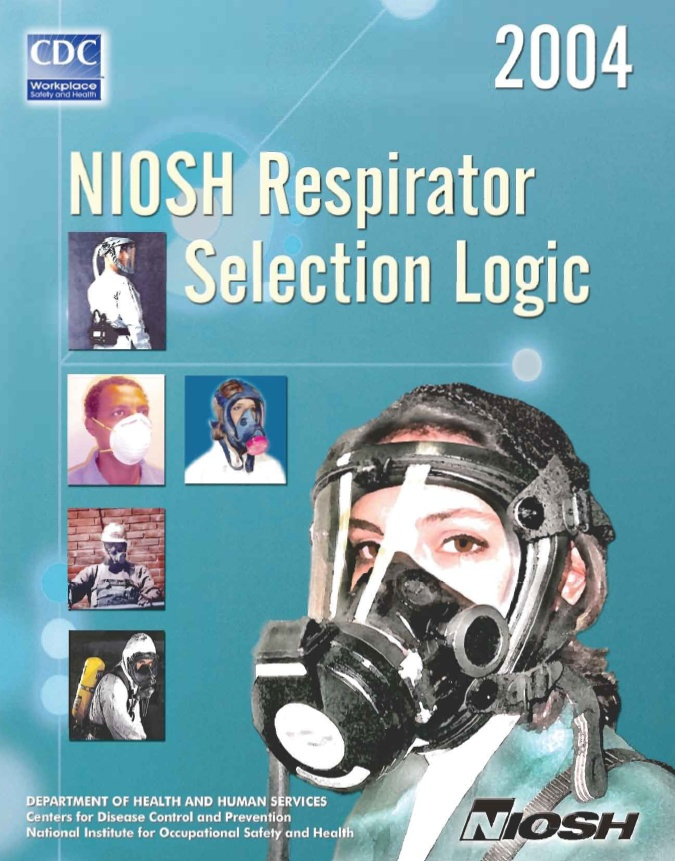 CDC
Workplace
Safety and Health
2004
NIOSH Respirator
Selection Logic
DEPARTMENT OF HEALTH AND HUMAN SERVICES
Centers for Disease Control and Prevention
National Institute for Occupational Safety and Health
NIOSH